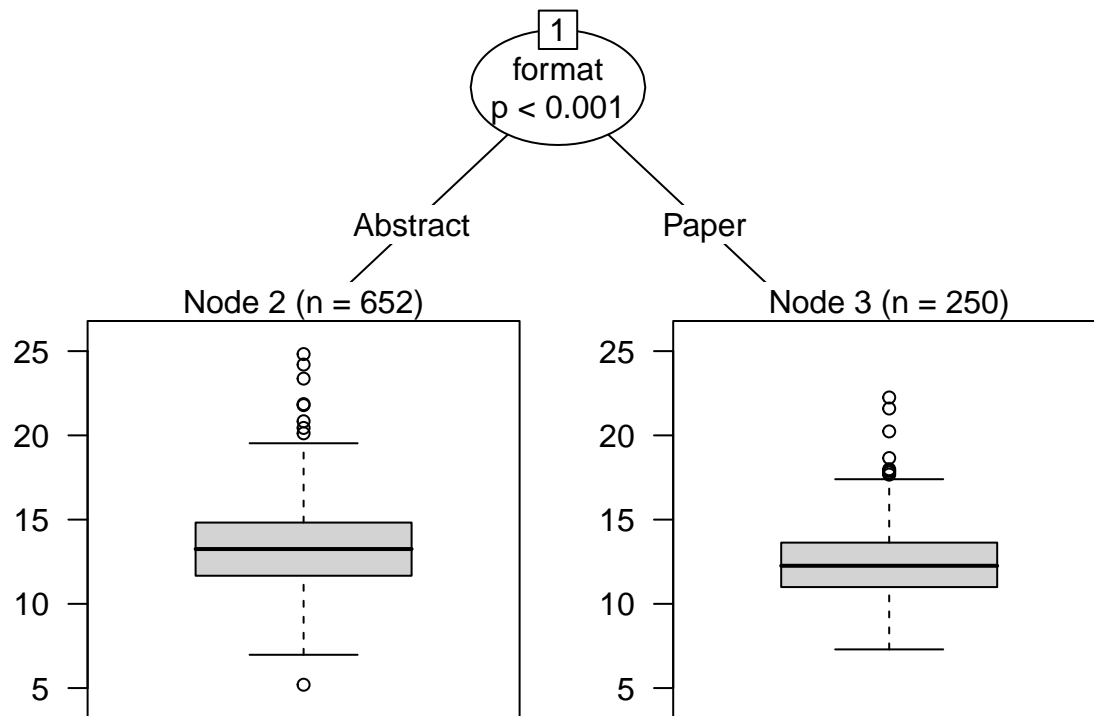 1
format
p < 0.001
Abstract Paper
Node 2 (n = 652) Node 3 (n = 250)
25 25
20 20
15 15
10 10
5 5